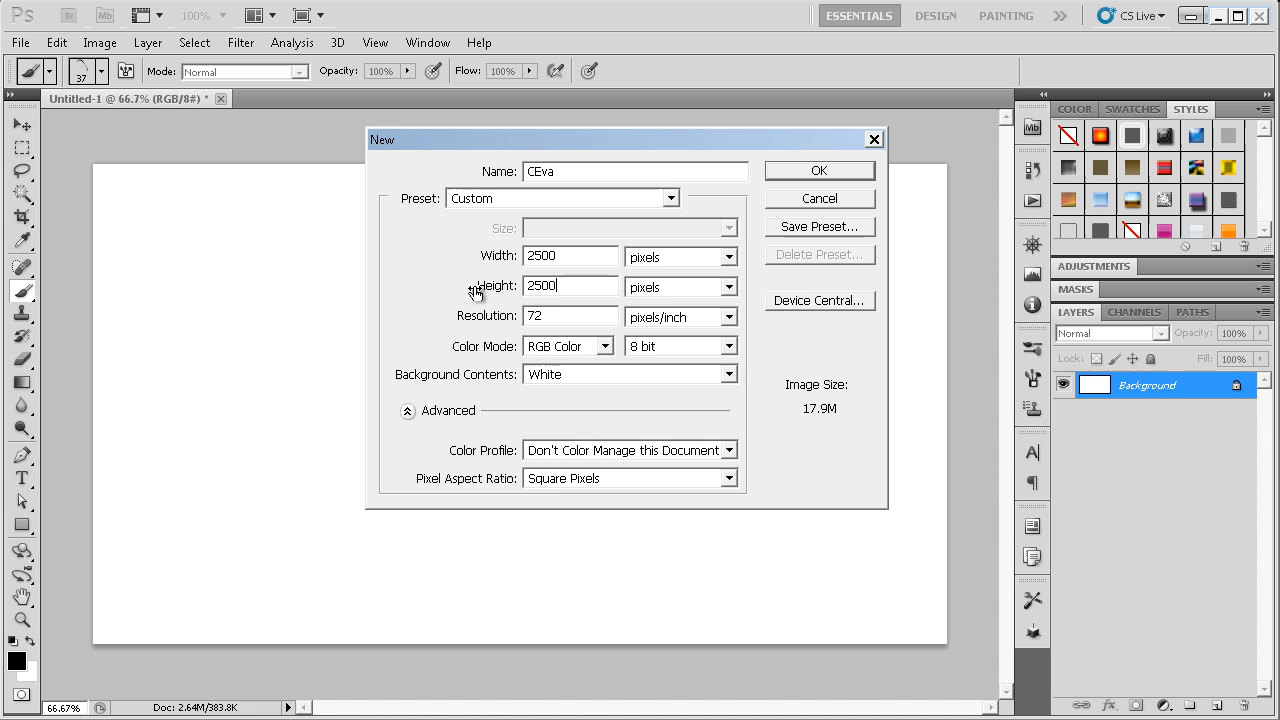 Ps Br Mb 100% ESSENTIALS DESIGN PAINTING CS Live
File Edit Image Layer Select Filter Analysis 3D View Window Help
37 Mode: Normal Opacity: 100% Flow: 100%
Untitled-1 @ 66.7% (RGB/8#) *
New
Name: CEva OK
Preset: Custom Cancel
Size: Save Preset...
Width: 2500 pixels Delete Preset...
Height: 2500 pixels
Device Central...
Resolution: 72 pixels/inch
Color Mode: RGB Color 8 bit
Background Contents: White
Image Size:
17.9M
Advanced
Color Profile: Don't Color Manage this Document
Pixel Aspect Ratio: Square Pixels
COLOR SWATCHES STYLES
Mb
ADJUSTMENTS
MASKS
LAYERS CHANNELS PATHS
Normal Opacity: 100%
Lock: Fill: 100%
Background
66.67% Doc: 2.64M/383.8K